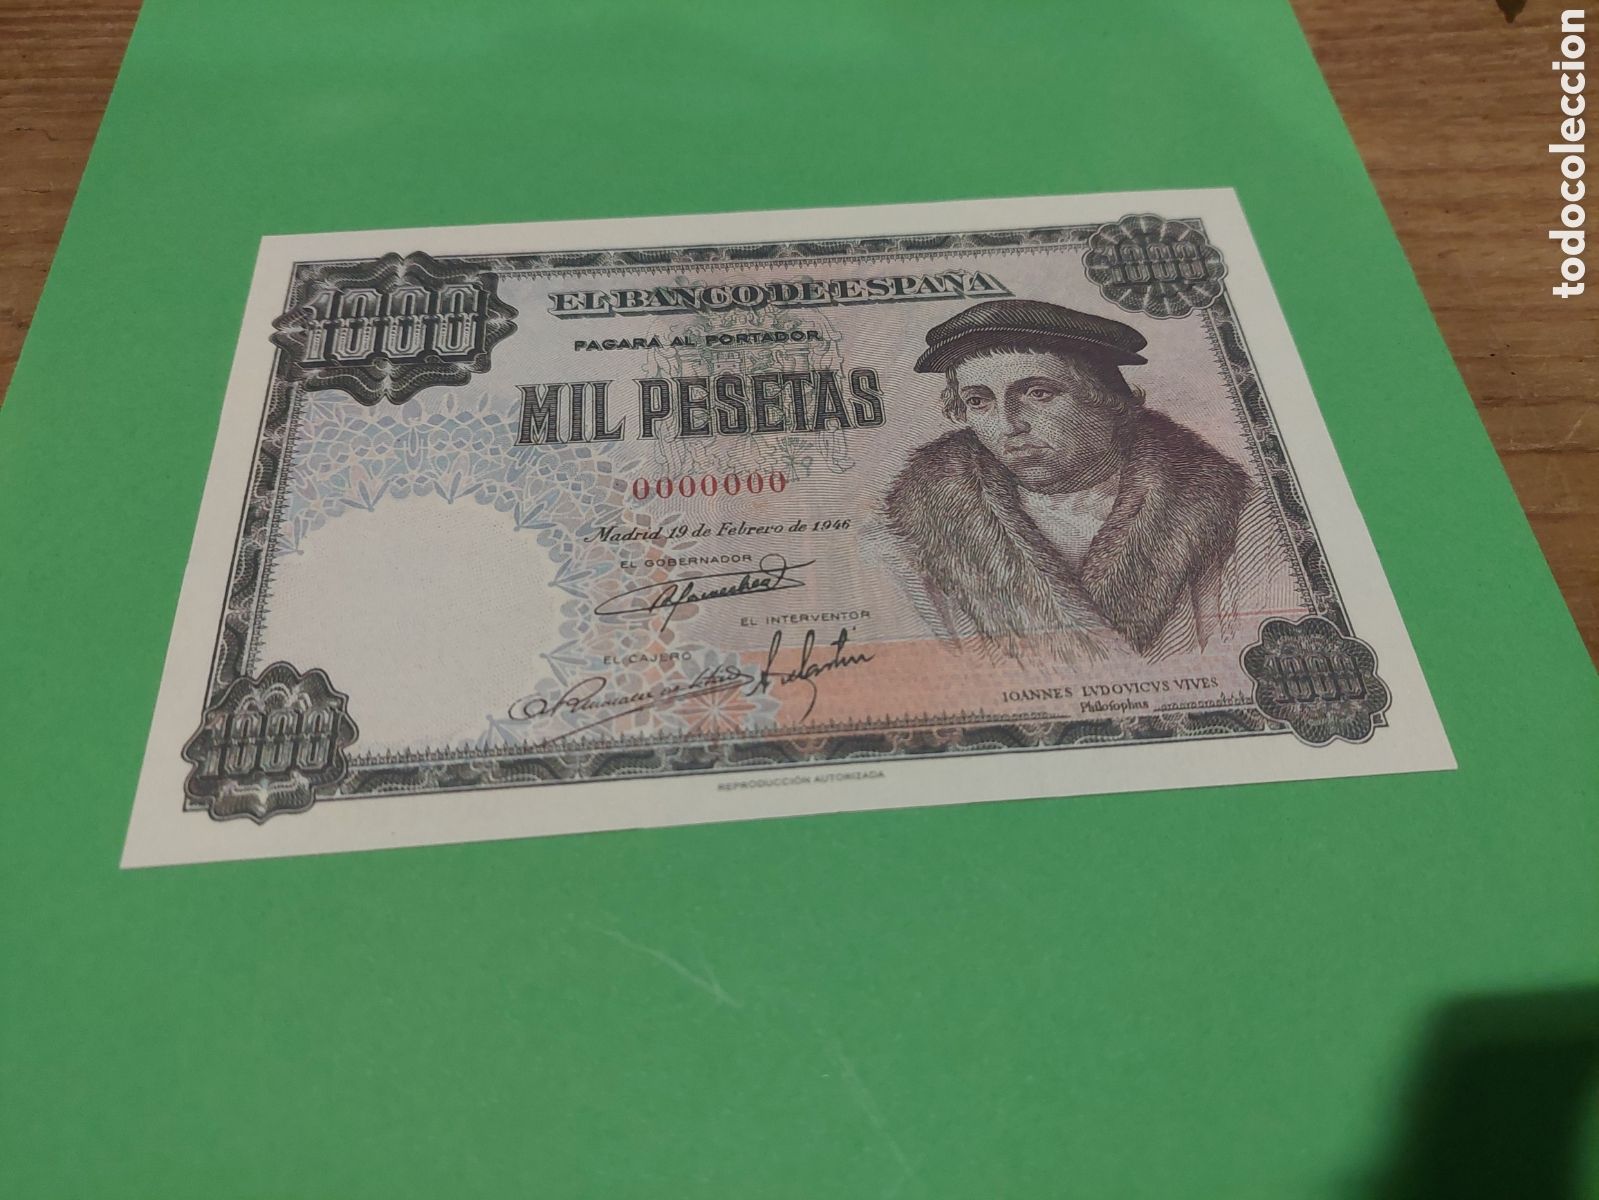 todocoleccion
1000
1000
EL BANCO DE ESPAÑA
PAGARÁ AL PORTADOR
MIL PESETAS
0000000
Madrid 19 de Febrero de 1946
EL GOBERNADOR
EL INTERVENTOR
EL CAJERO
IOANNES LVDOVICVS VIVES
Philosophus
1000
1000
REPRODUCCIÓN AUTORIZADA